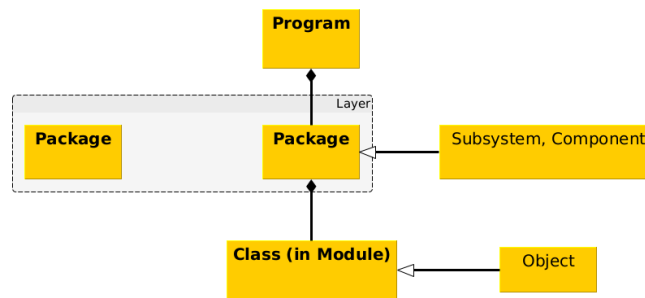 Program
Layer
Package
Package
Subsystem, Component
Class (in Module)
Object